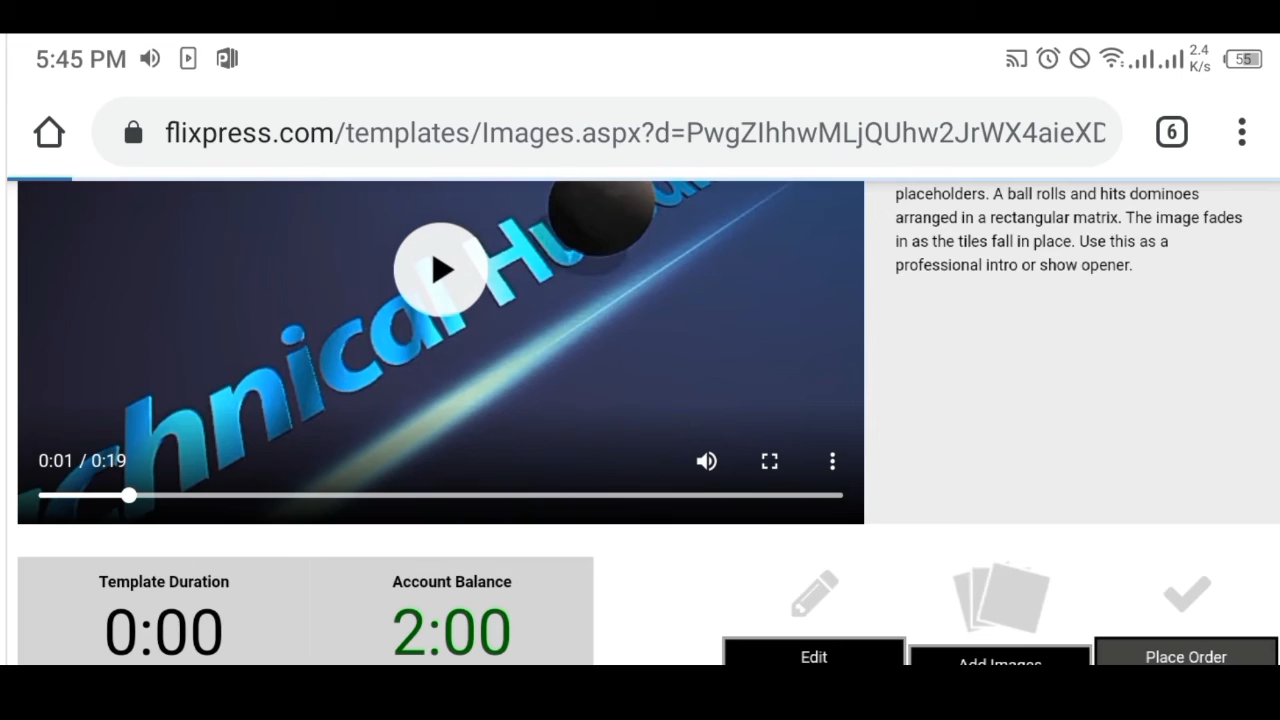 5:45 PM
2.4
K/s
55
flixpress.com/templates/Images.aspx?d=PwgZIhhwMLjQUhw2JrWX4aieXD
6
placeholders. A ball rolls and hits dominoes
arranged in a rectangular matrix. The image fades
in as the tiles fall in place. Use this as a
professional intro or show opener.
chnical Hu
0:01 / 0:19
Template Duration
Account Balance
0:00
2:00
Edit
Add Images
Place Order